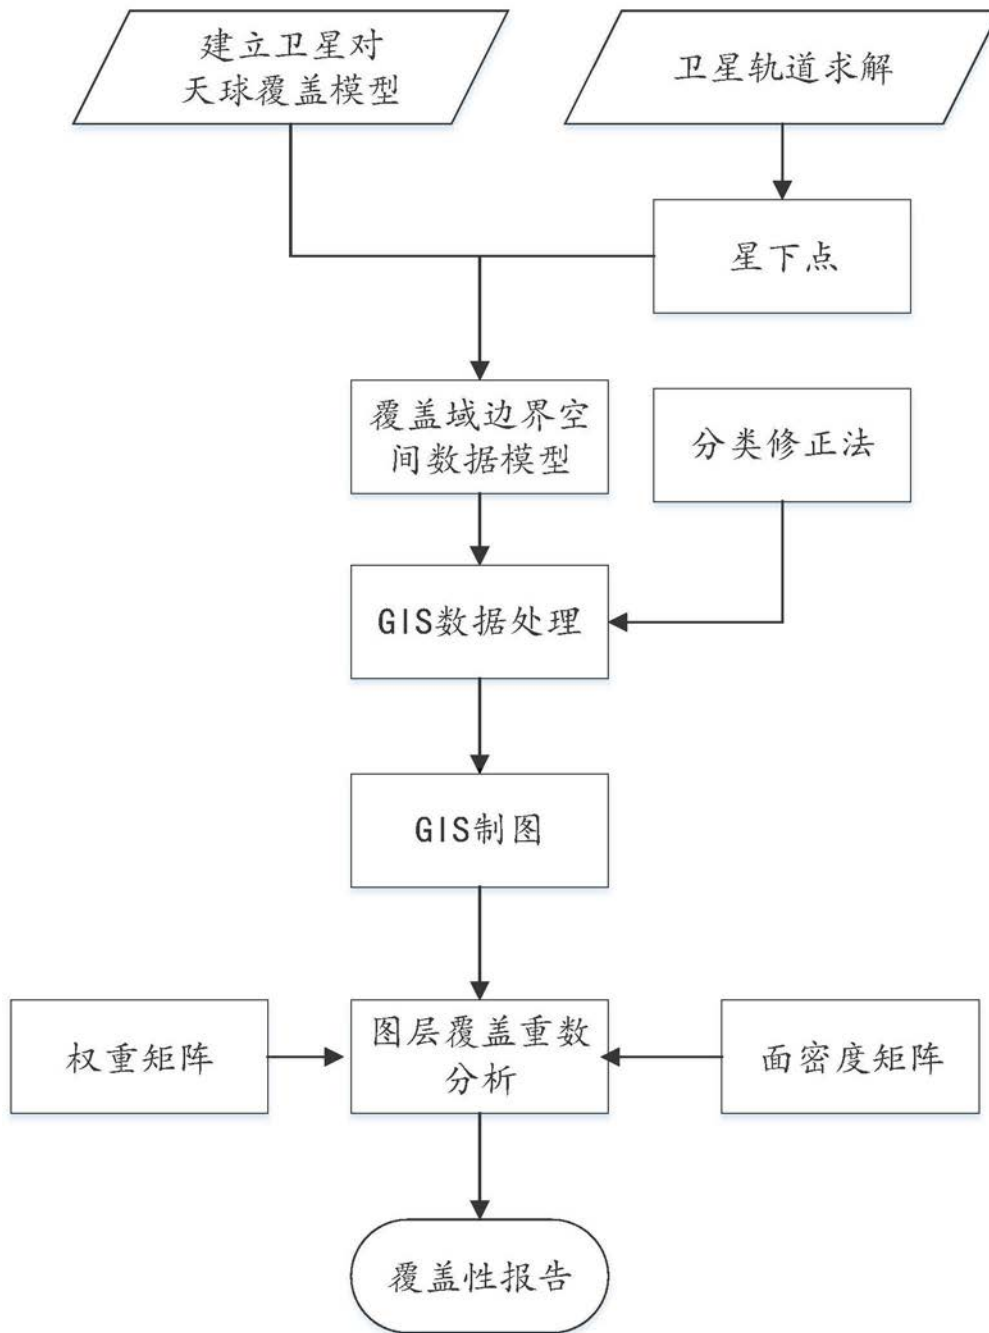 建立卫星对
天球覆盖模型
卫星轨道求解
星下点
覆盖域边界空
间数据模型
分类修正法
GIS数据处理
GIS制图
权重矩阵
图层覆盖重数
分析
面密度矩阵
覆盖性报告